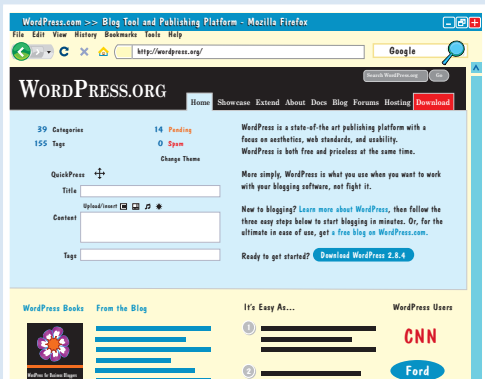 WordPress.com >> Blog Tool and Publishing Platform - Mozilla Firefox
File Edit View History Bookmarks Tools Help
http://wordpress.org/
Google
Search WordPress.org Go
WORDPRESS.ORG
Home Showcase Extend About Docs Blog Forums Hosting Download
39 Categories 14 Pending
155 Tags 0 Spam
Change Theme
QuickPress
Title
Upload/insert
Content
Tags
WordPress is a state-of-the art publishing platform with a
focus on aesthetics, web standards, and usability.
WordPress is both free and priceless at the same time.
More simply, WordPress is what you use when you want to work
with your blogging software, not fight it.
New to blogging? Learn more about WordPress, then follow the
three easy steps below to start blogging in minutes. Or, for the
ultimate in ease of use, get a free blog on WordPress.com.
Ready to get started? Download WordPress 2.8.4
WordPress Books From the Blog It's Easy As... WordPress Users
WordPress for Business Bloggers
1
2
CNN
Ford